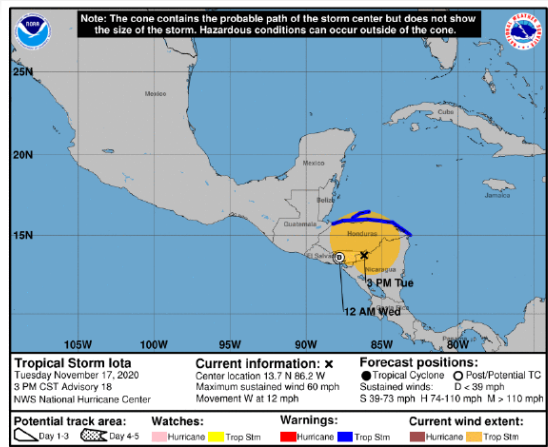 Note: The cone contains the probable path of the storm center but does not show
the size of the storm. Hazardous conditions can occur outside of the cone.
NOAA
25N
Mexico
Cuba
20N
Mexico
Jamaica
Belize
Guatemala
15N
Honduras
El Salvador
D
Nicaragua
3 PM Tue
12 AM Wed
Costa Rica
Panama
105W 100W 95W 90W 85W 80W
Tropical Storm Iota
Tuesday November 17, 2020
3 PM CST Advisory 18
NWS National Hurricane Center
Current information: x
Center location 13.7 N 86.2 W
Maximum sustained wind 60 mph
Movement W at 12 mph
Forecast positions:
Tropical Cyclone Post/Potential TC
Sustained winds: D < 39 mph
S 39-73 mph H 74-110 mph M > 110 mph
Potential track area:
Day 1-3 Day 4-5
Watches:
Hurricane Trop Stm
Warnings:
Hurricane Trop Stm
Current wind extent:
Hurricane Trop Stm